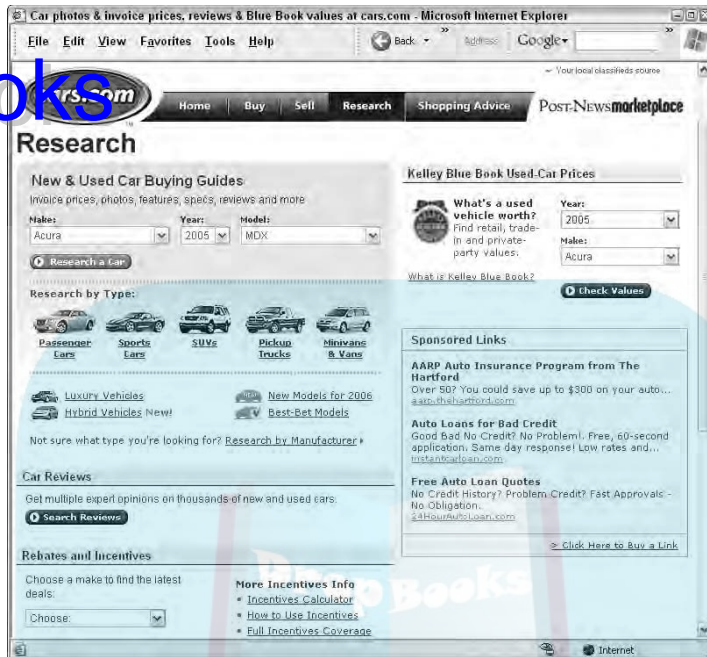 Car photos & invoice prices, reviews & Blue Book values at cars.com - Microsoft Internet Explorer
File Edit View Favorites Tools Help Back Address Google
Your local classifieds source
ooks
cars.com Home Buy Sell Research Shopping Advice POST-NEWS marketplace
Research
New & Used Car Buying Guides
Invoice prices, photos, features, specs, reviews and more
Make: Year: Model:
Acura 2005 MDX
Research a Car
Research by Type:
Passenger Cars
Sports Cars
SUVs
Pickup Trucks
Minivans & Vans
Luxury Vehicles
New Models for 2006
Hybrid Vehicles New!
Best-Bet Models
Not sure what type you're looking for? Research by Manufacturer
Car Reviews
Get multiple expert opinions on thousands of new and used cars.
Search Reviews
Rebates and Incentives
Choose a make to find the latest
deals:
Choose:
More Incentives Info
• Incentives Calculator
• How to Use Incentives
• Full Incentives Coverage
Kelley Blue Book Used-Car Prices
What's a used
vehicle worth?
Find retail, trade-
in and private-
party values.
What is Kelley Blue Book?
Year:
2005
Make:
Acura
Check Values
Sponsored Links
AARP Auto Insurance Program from The
Hartford
Over 50? You could save up to $300 on your auto...
aarp.thehartford.com
Auto Loans for Bad Credit
Good Bad No Credit? No Problem!. Free, 60-second
application. Same day response! Low rates and...
instantcarloan.com
Free Auto Loan Quotes
No Credit History? Problem Credit? Fast Approvals -
No Obligation.
24HourAutoLoan.com
> Click Here to Buy a Link
Drop Books
Internet